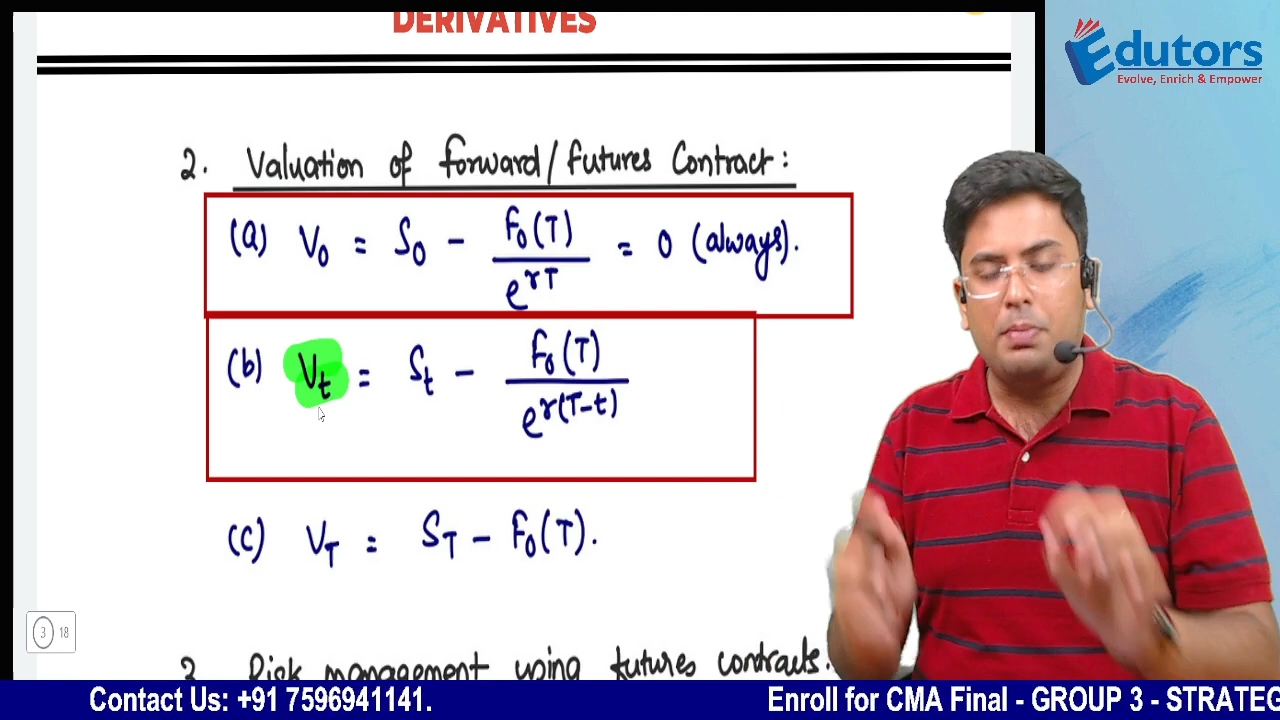 DERIVATIVES
Edutors
Evolve, Enrich & Empower
2. Valuation of forward/futures Contract:
(a) V₀ = S₀ - F₀(T) / e^{rT} = 0 (always).
(b) Vₜ = Sₜ - F₀(T) / e^{r(T-t)}
(c) V_T = S_T - F₀(T).
3 18
3. Risk management using futures contracts.
Contact Us: +91 7596941141.
Enroll for CMA Final - GROUP 3 - STRATEG